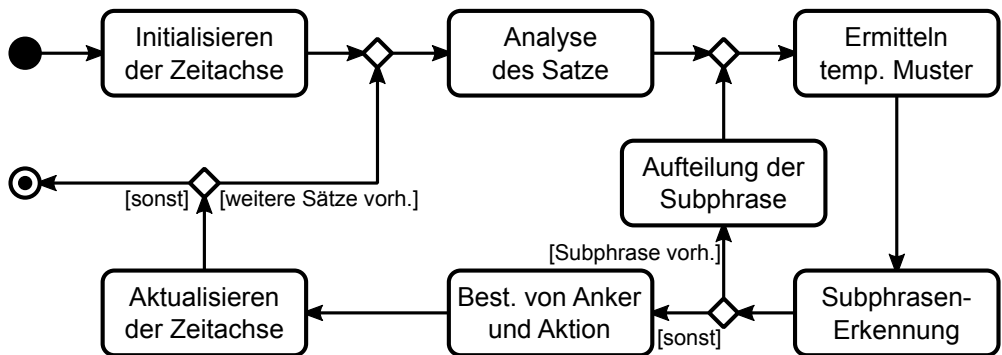 Initialisieren
der Zeitachse
Analyse
des Satze
Ermitteln
temp. Muster
Aufteilung der
Subphrase
[sonst]
[weitere Sätze vorh.]
[Subphrase vorh.]
Aktualisieren
der Zeitachse
Best. von Anker
und Aktion
[sonst]
Subphrasen-
Erkennung